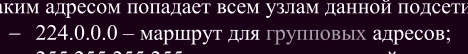 аким адресом попадает всем узлам данной подсети
– 224.0.0.0 – маршрут для групповых адресов;